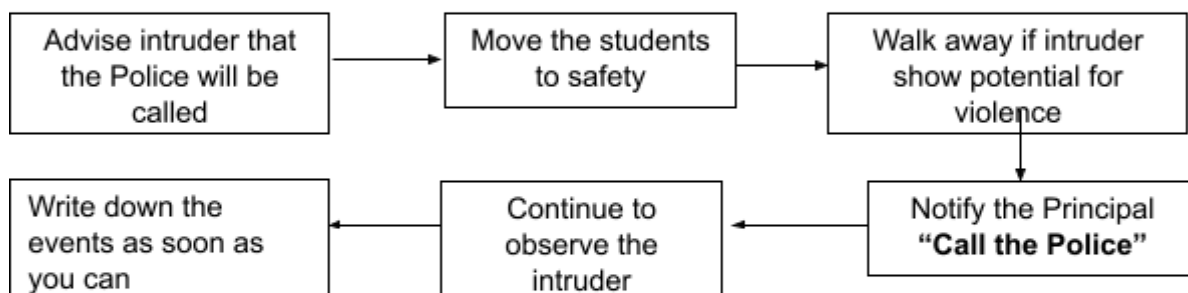 Advise intruder that
the Police will be
called
Move the students
to safety
Walk away if intruder
show potential for
violence
Notify the Principal
“Call the Police”
Continue to
observe the
intruder
Write down the
events as soon as
you can